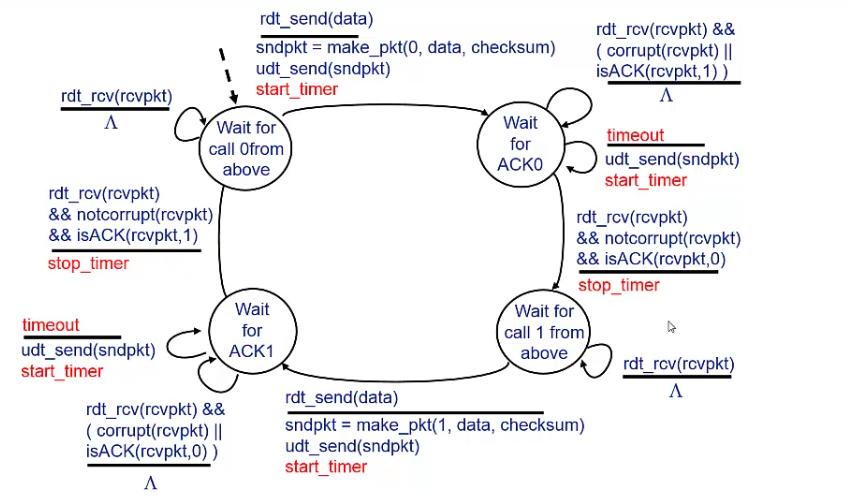 rdt_send(data)
sndpkt = make_pkt(0, data, checksum)
udt_send(sndpkt)
start_timer
rdt_rcv(rcvpkt) &&
( corrupt(rcvpkt) ||
isACK(rcvpkt,1) )
Λ
rdt_rcv(rcvpkt)
Λ
Wait for
call 0from
above
Wait
for
ACK0
timeout
udt_send(sndpkt)
start_timer
rdt_rcv(rcvpkt)
&& notcorrupt(rcvpkt)
&& isACK(rcvpkt,1)
stop_timer
rdt_rcv(rcvpkt)
&& notcorrupt(rcvpkt)
&& isACK(rcvpkt,0)
stop_timer
timeout
udt_send(sndpkt)
start_timer
Wait
for
ACK1
Wait for
call 1 from
above
rdt_rcv(rcvpkt)
Λ
rdt_rcv(rcvpkt) &&
( corrupt(rcvpkt) ||
isACK(rcvpkt,0) )
Λ
rdt_send(data)
sndpkt = make_pkt(1, data, checksum)
udt_send(sndpkt)
start_timer